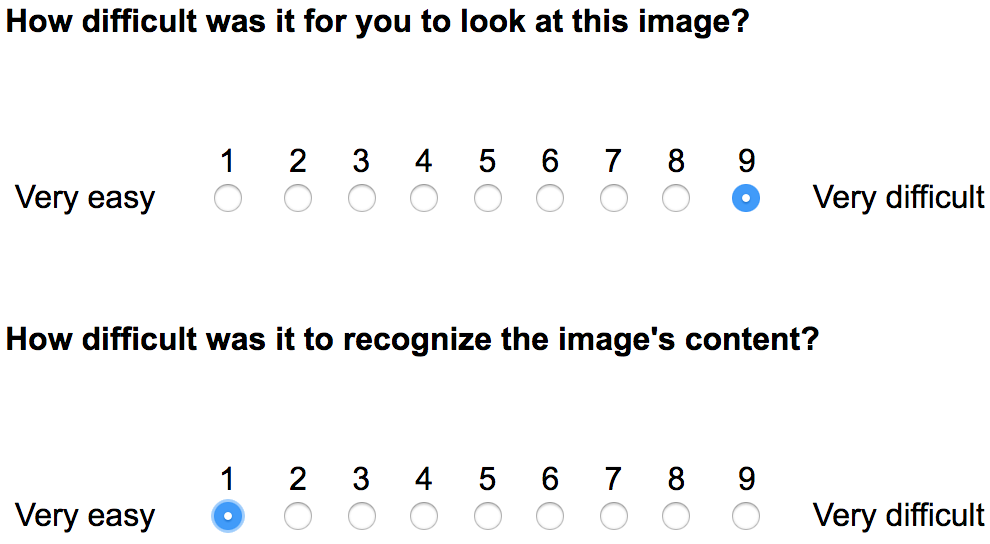 How difficult was it for you to look at this image?
1 2 3 4 5 6 7 8 9
Very easy Very difficult
How difficult was it to recognize the image's content?
1 2 3 4 5 6 7 8 9
Very easy Very difficult